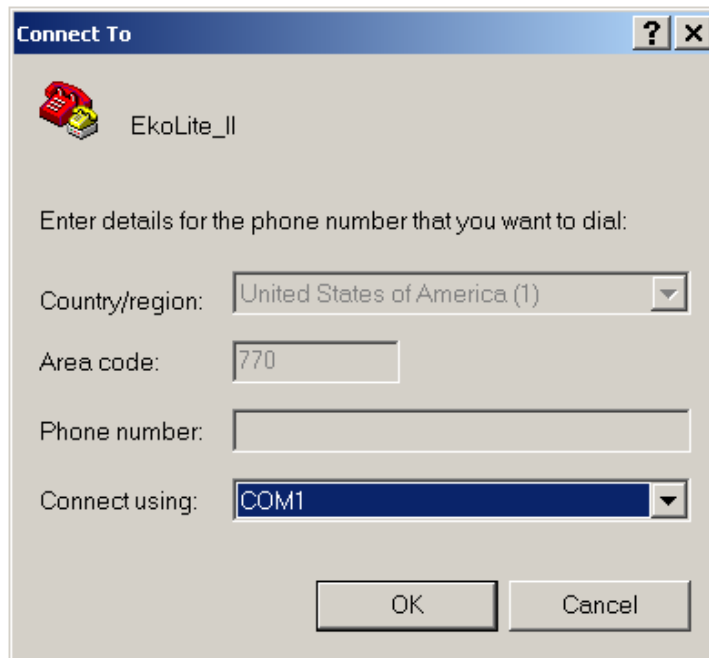 Connect To
EkoLite_II
Enter details for the phone number that you want to dial:
Country/region: United States of America (1)
Area code: 770
Phone number:
Connect using: COM1
OK Cancel